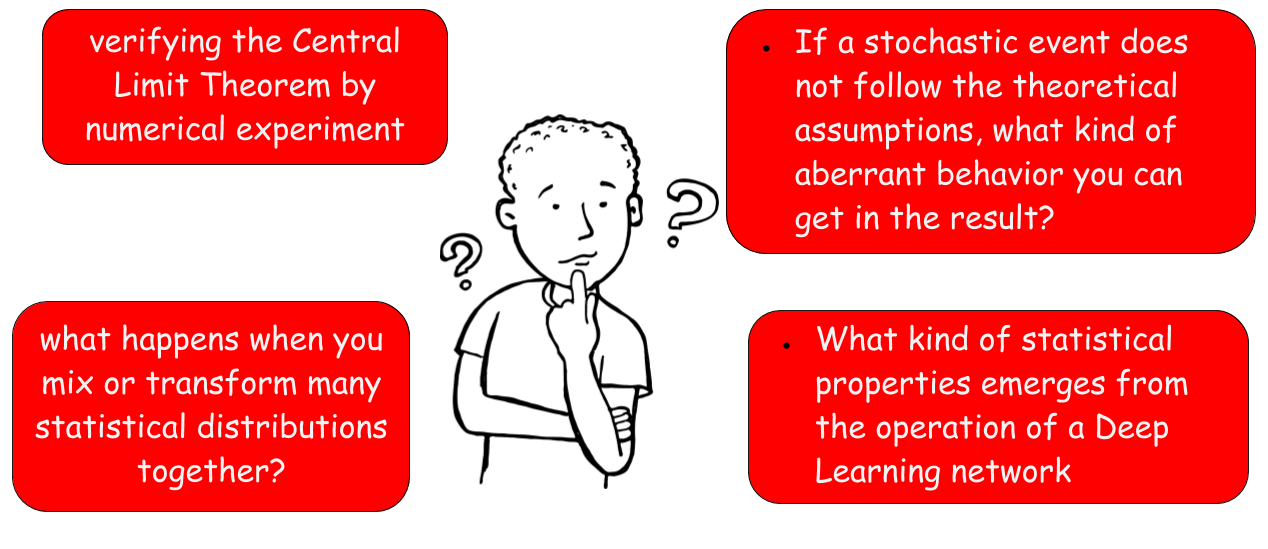 verifying the Central
Limit Theorem by
numerical experiment
• If a stochastic event does
not follow the theoretical
assumptions, what kind of
aberrant behavior you can
get in the result?
what happens when you
mix or transform many
statistical distributions
together?
• What kind of statistical
properties emerges from
the operation of a Deep
Learning network
? ?